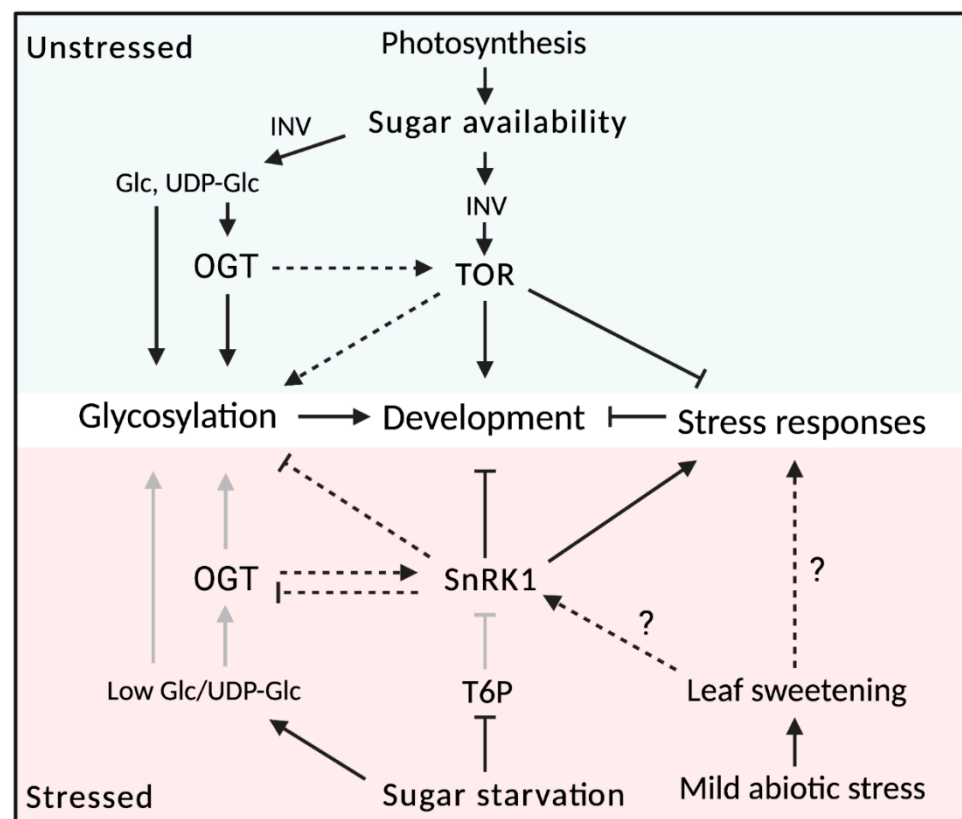 Unstressed
Photosynthesis
Sugar availability
INV
Glc, UDP-Glc
INV
OGT
TOR
Glycosylation
Development
Stress responses
OGT
SnRK1
?
?
Low Glc/UDP-Glc
T6P
Leaf sweetening
Stressed
Sugar starvation
Mild abiotic stress